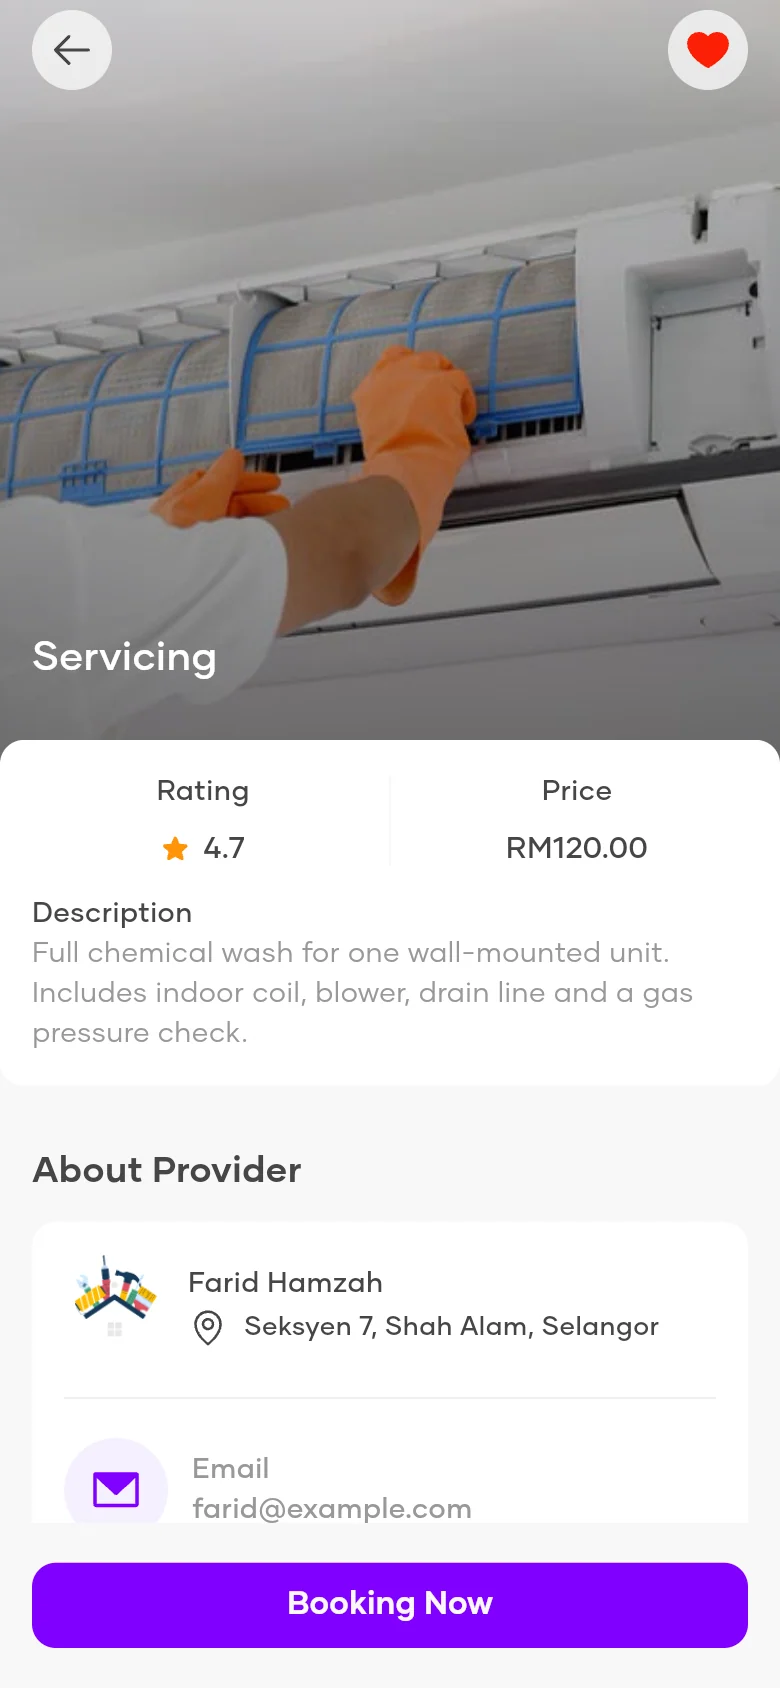 Servicing
Rating
Price
4.7
RM120.00
Description
Full chemical wash for one wall-mounted unit.
Includes indoor coil, blower, drain line and a gas
pressure check.
About Provider
Farid Hamzah
Seksyen 7, Shah Alam, Selangor
Email
farid@example.com
Booking Now